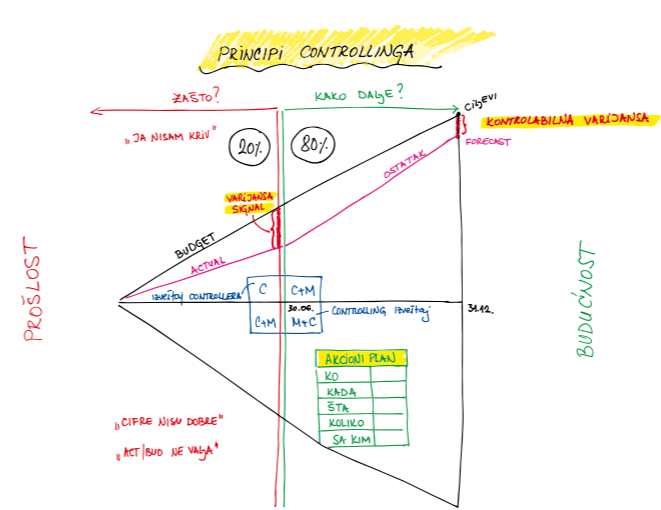 PRINCIPI CONTROLLINGA
ZAŠTO?
KAKO DALJE?
CILJEVI
KONTROLABILNA VARIJANSA
„JA NISAM KRIV"
20%
80%
FORECAST
OSTATAK
VARIJANSA
SIGNAL
BUDGET
ACTUAL
PROŠLOST
BUDUĆNOST
C
C+M
Izveštaj CONTROLLERA
30.06.
CONTROLLING Izveštaj
31.12.
C+M
M+C
AKCIONI PLAN
KO
KADA
ŠTA
KOLIKO
SA KIM
„CIFRE NISU DOBRE"
„ACT/BUD NE VALJA"